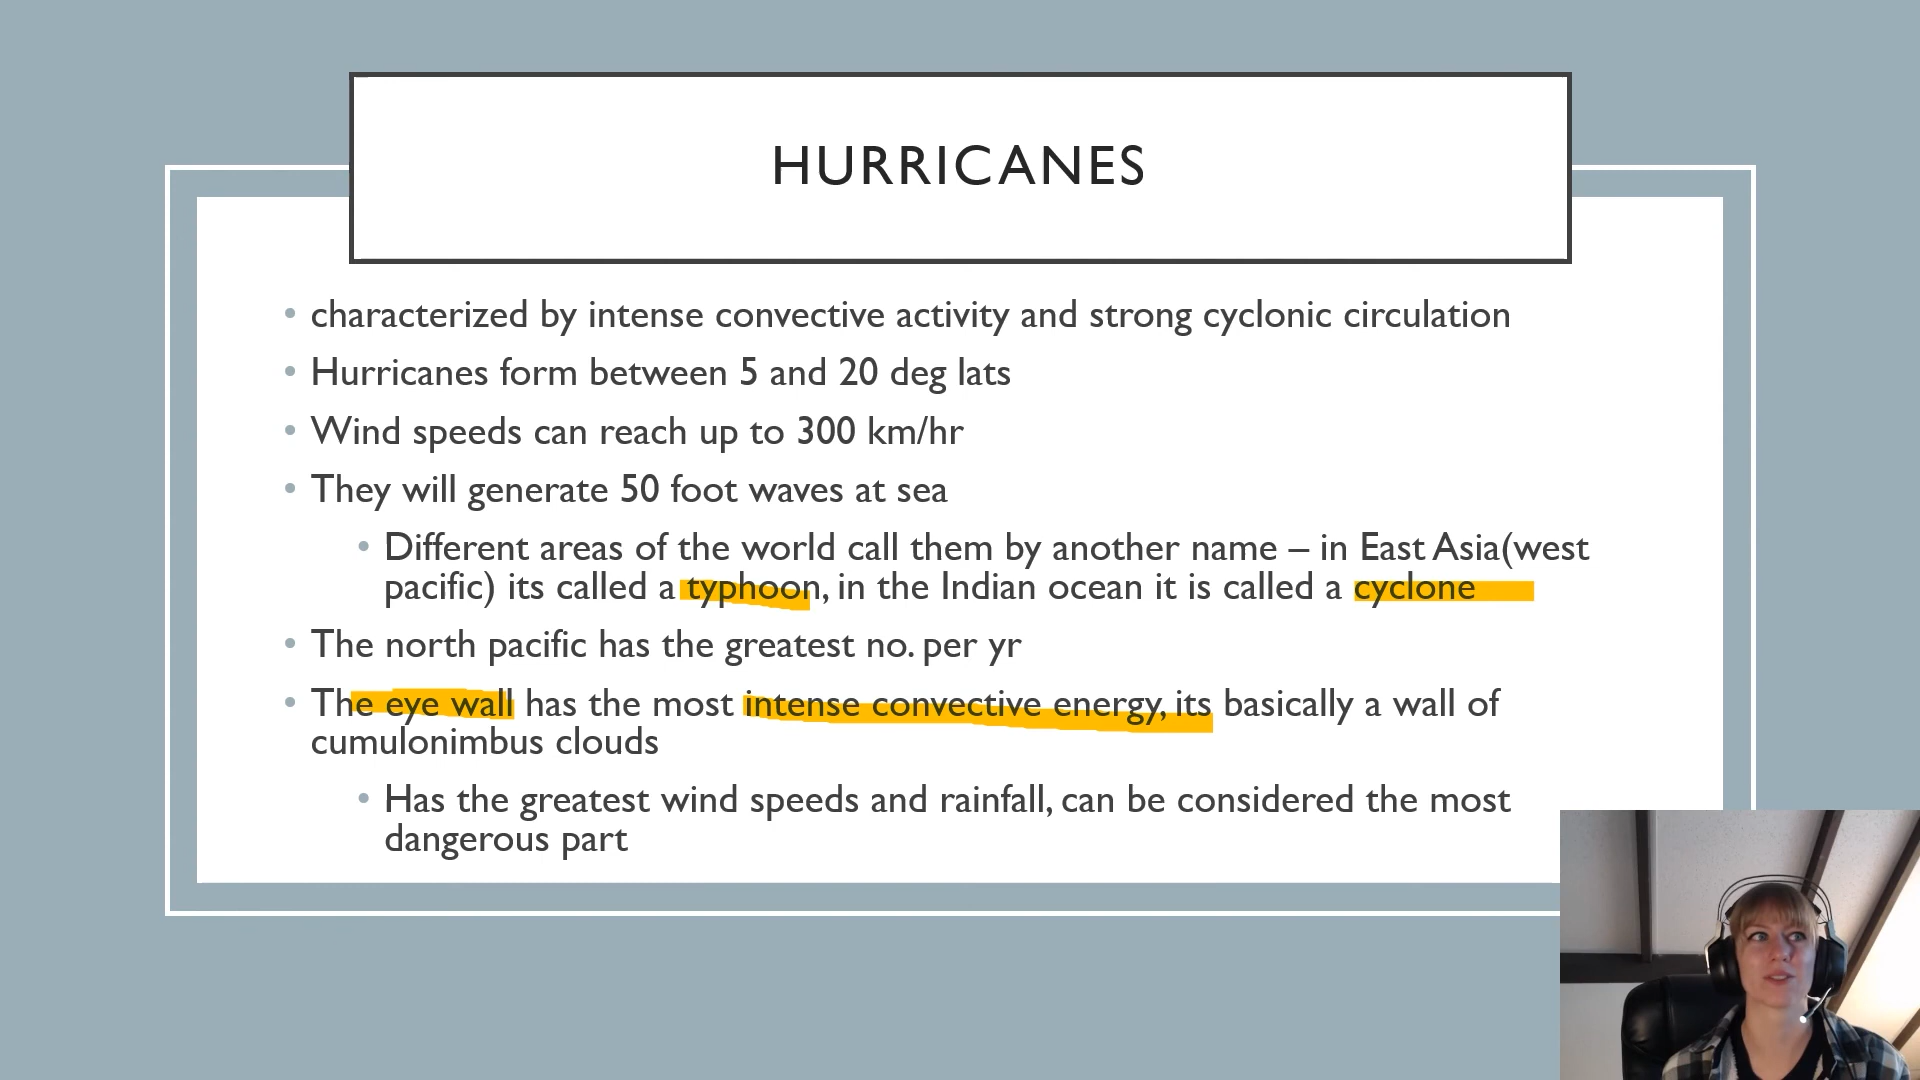 HURRICANES
• characterized by intense convective activity and strong cyclonic circulation
• Hurricanes form between 5 and 20 deg lats
• Wind speeds can reach up to 300 km/hr
• They will generate 50 foot waves at sea
• Different areas of the world call them by another name – in East Asia(west
pacific) its called a typhoon, in the Indian ocean it is called a cyclone
• The north pacific has the greatest no. per yr
• The eye wall has the most intense convective energy, its basically a wall of
cumulonimbus clouds
• Has the greatest wind speeds and rainfall, can be considered the most
dangerous part